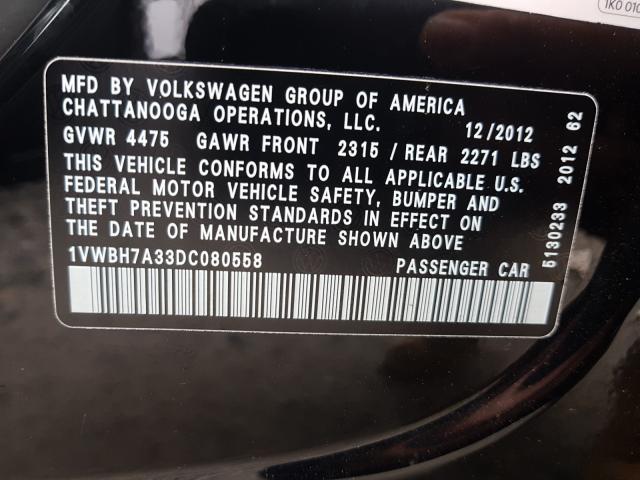 1K0 010
MFD BY VOLKSWAGEN GROUP OF AMERICA
CHATTANOOGA OPERATIONS, LLC. 12/2012
GVWR 4475 GAWR FRONT 2315 / REAR 2271 LBS
THIS VEHICLE CONFORMS TO ALL APPLICABLE U.S.
FEDERAL MOTOR VEHICLE SAFETY, BUMPER AND
THEFT PREVENTION STANDARDS IN EFFECT ON
THE DATE OF MANUFACTURE SHOWN ABOVE
1VWBH7A33DC080558 PASSENGER CAR
5130233 2012 62